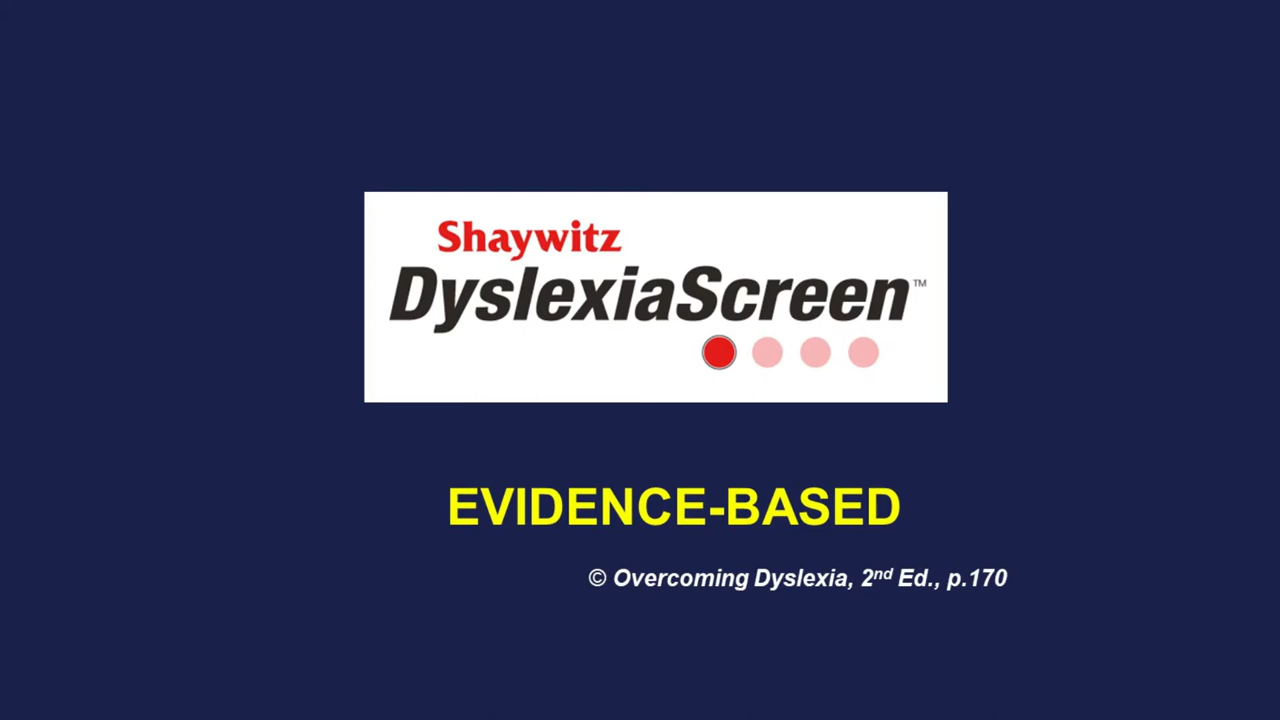 Shaywitz
DyslexiaScreen™
EVIDENCE-BASED
© Overcoming Dyslexia, 2nd Ed., p.170